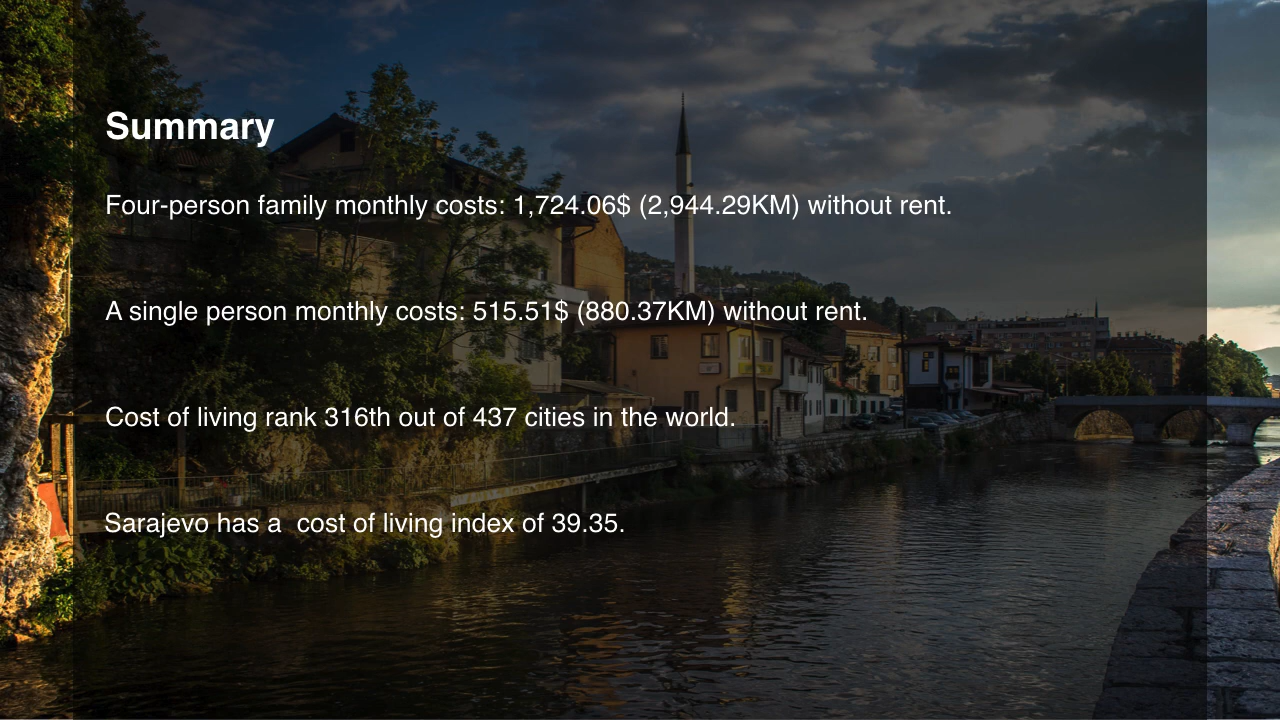 Summary
Four-person family monthly costs: 1,724.06$ (2,944.29KM) without rent.
A single person monthly costs: 515.51$ (880.37KM) without rent.
Cost of living rank 316th out of 437 cities in the world.
Sarajevo has a  cost of living index of 39.35.